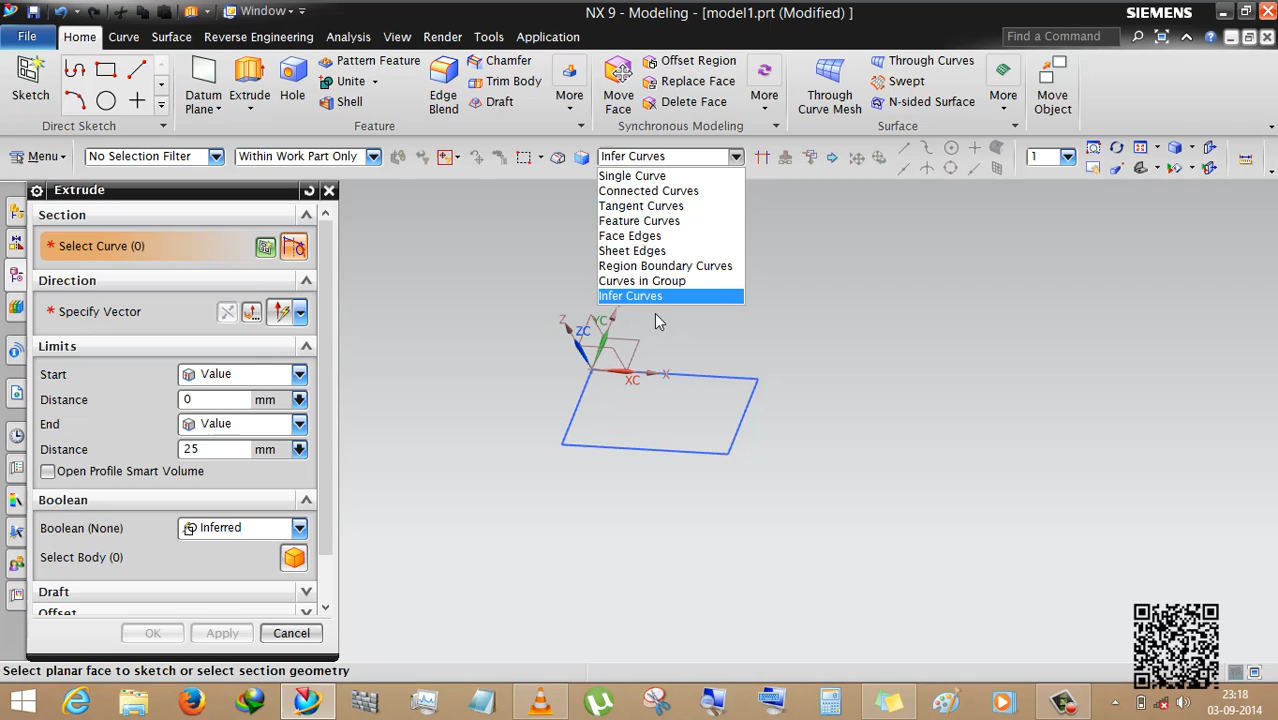 Window
NX 9 - Modeling - [model1.prt (Modified) ]
SIEMENS
File
Home
Curve
Surface
Reverse Engineering
Analysis
View
Render
Tools
Application
Find a Command
Sketch
Direct Sketch
Datum Plane
Extrude
Hole
Pattern Feature
Unite
Shell
Edge Blend
Chamfer
Trim Body
Draft
More
Feature
Move Face
Offset Region
Replace Face
Delete Face
More
Synchronous Modeling
Through Curve Mesh
Through Curves
Swept
N-sided Surface
More
Surface
Move Object
Menu
No Selection Filter
Within Work Part Only
Infer Curves
1
Single Curve
Connected Curves
Tangent Curves
Feature Curves
Face Edges
Sheet Edges
Region Boundary Curves
Curves in Group
Infer Curves
Extrude
Section
* Select Curve (0)
Direction
* Specify Vector
Limits
Start
Value
Distance
0
mm
End
Value
Distance
25
mm
Open Profile Smart Volume
Boolean
Boolean (None)
Inferred
Select Body (0)
Draft
Offset
OK
Apply
Cancel
Z
ZC
YC
XC
X
Select planar face to sketch or select section geometry
23:18
03-09-2014